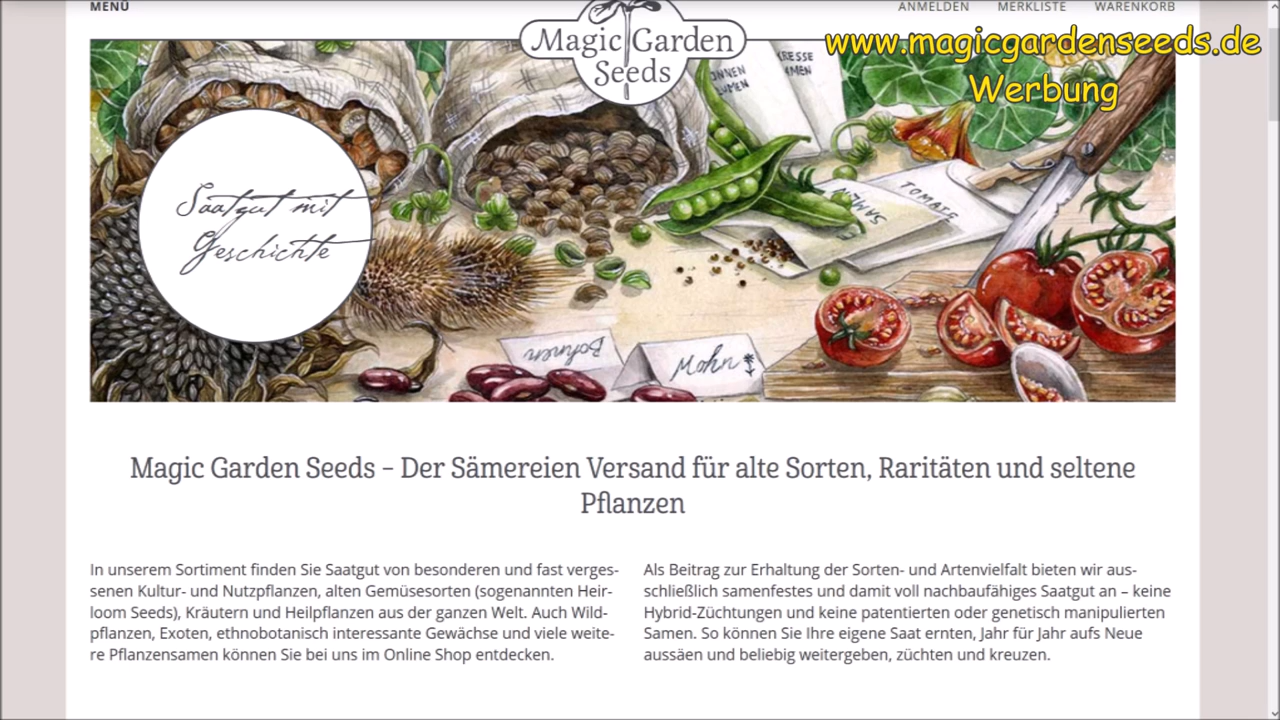 MENÜ
ANMELDEN MERKLISTE WARENKORB
www.magicgardenseeds.de
Werbung
Magic Garden
Seeds
Saatgut mit
Geschichte
TOMATE
SAMEN
Bohnen
Mohn
Magic Garden Seeds – Der Sämereien Versand für alte Sorten, Raritäten und seltene
Pflanzen
In unserem Sortiment finden Sie Saatgut von besonderen und fast verges-
senen Kultur- und Nutzpflanzen, alten Gemüsesorten (sogenannten Heir-
loom Seeds), Kräutern und Heilpflanzen aus der ganzen Welt. Auch Wild-
pflanzen, Exoten, ethnobotanisch interessante Gewächse und viele weite-
re Pflanzensamen können Sie bei uns im Online Shop entdecken.
Als Beitrag zur Erhaltung der Sorten- und Artenvielfalt bieten wir aus-
schließlich samenfestes und damit voll nachbaufähiges Saatgut an – keine
Hybrid-Züchtungen und keine patentierten oder genetisch manipulierten
Samen. So können Sie Ihre eigene Saat ernten, Jahr für Jahr aufs Neue
aussäen und beliebig weitergeben, züchten und kreuzen.